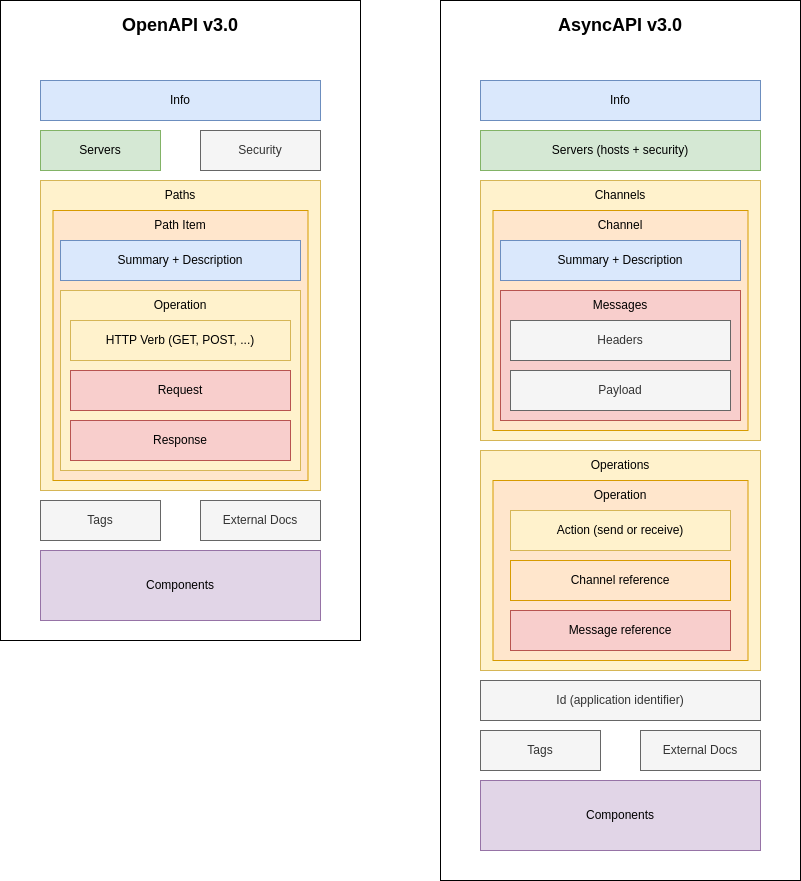 OpenAPI v3.0
Info
Servers
Security
Paths
Path Item
Summary + Description
Operation
HTTP Verb (GET, POST, ...)
Request
Response
Tags
External Docs
Components
AsyncAPI v3.0
Info
Servers (hosts + security)
Channels
Channel
Summary + Description
Messages
Headers
Payload
Operations
Operation
Action (send or receive)
Channel reference
Message reference
Id (application identifier)
Tags
External Docs
Components